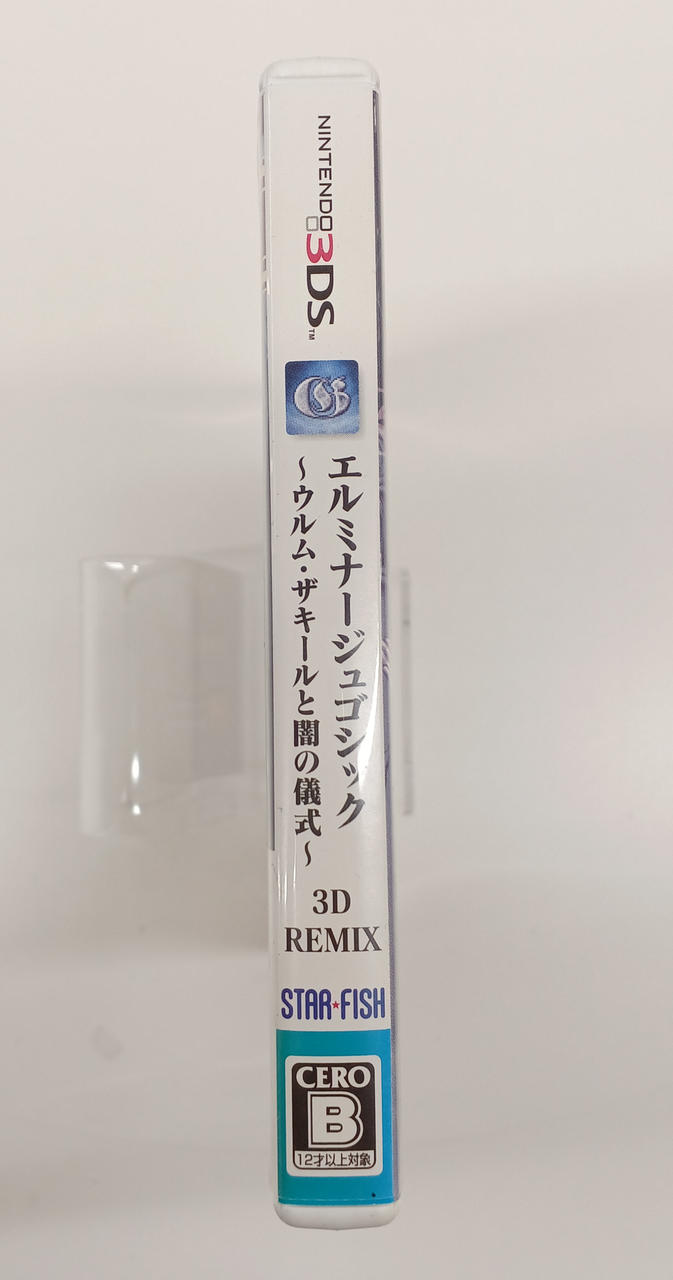 NINTENDO
3DS™
エルミナージュゴシック
～ウルム・ザキールと闇の儀式～
3D
REMIX
STAR★FISH
CERO
B
12才以上対象